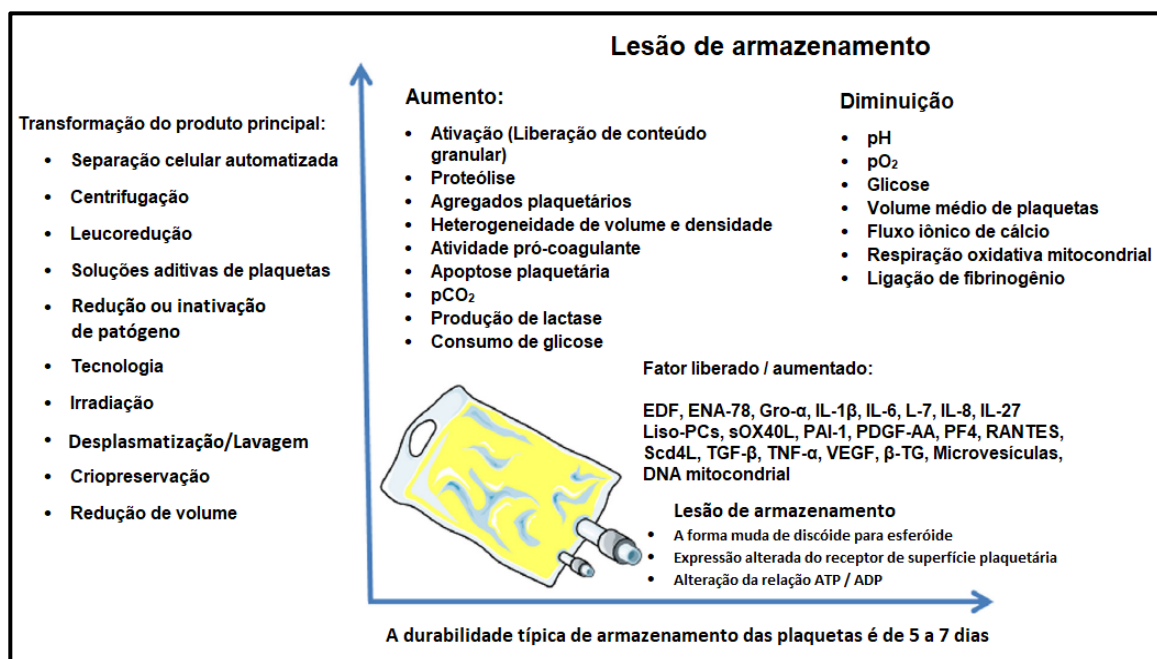 Lesão de armazenamento
Transformação do produto principal:
• Separação celular automatizada
• Centrifugação
• Leucoredução
• Soluções aditivas de plaquetas
• Redução ou inativação
de patógeno
• Tecnologia
• Irradiação
• Desplasmatização/Lavagem
• Criopreservação
• Redução de volume
Aumento:
• Ativação (Liberação de conteúdo
granular)
• Proteólise
• Agregados plaquetários
• Heterogeneidade de volume e densidade
• Atividade pró-coagulante
• Apoptose plaquetária
• pCO₂
• Produção de lactase
• Consumo de glicose
Diminuição
• pH
• pO₂
• Glicose
• Volume médio de plaquetas
• Fluxo iônico de cálcio
• Respiração oxidativa mitocondrial
• Ligação de fibrinogênio
Fator liberado / aumentado:
EDF, ENA-78, Gro-α, IL-1β, IL-6, L-7, IL-8, IL-27
Liso-PCs, sOX40L, PAI-1, PDGF-AA, PF4, RANTES,
Scd4L, TGF-β, TNF-α, VEGF, β-TG, Microvesículas,
DNA mitocondrial
Lesão de armazenamento
• A forma muda de discóide para esferóide
• Expressão alterada do receptor de superfície plaquetária
• Alteração da relação ATP / ADP
A durabilidade típica de armazenamento das plaquetas é de 5 a 7 dias